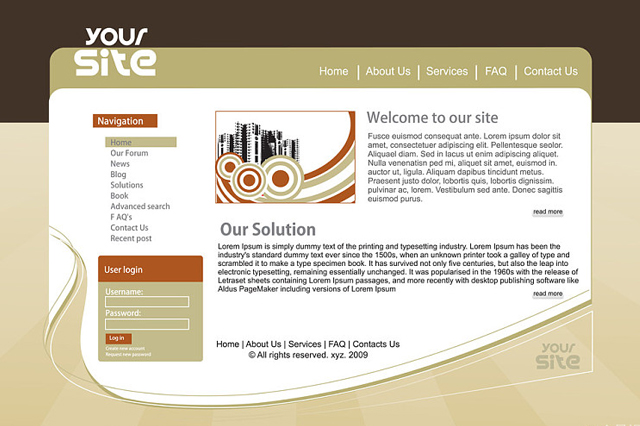 your
site
Home | About Us | Services | FAQ | Contact Us
Navigation
Home
Our Forum
News
Blog
Solutions
Book
Advanced search
F AQ's
Contact Us
Recent post
User login
Username:
Password:
Log in
Create new account
Request one password
Welcome to our site
Fusce euismod consequat ante. Lorem ipsum dolor sit
amet, consectetuer adipiscing elit. Pellentesque seolor.
Aliquael diam. Sed in lacus ut enim adipiscing aliquet.
Nulla venenatien ped mi, aliquet sit amet, euismod in,
auctor ut, ligula. Aliquam dapibus tincidunt metus.
Praesent justo dolor, lobortis quis, lobortis dignissim,
pulvinar ac, lorem. Vestibulum sed ante. Donec sagittis
euismod purus.
read more
Our Solution
Lorem Ipsum is simply dummy text of the printing and typesetting industry. Lorem Ipsum has been the
industry's standard dummy text ever since the 1500s, when an unknown printer took a galley of type and
scrambled it to make a type specimen book. It has survived not only five centuries, but also the leap into
electronic typesetting, remaining essentially unchanged. It was popularised in the 1960s with the release of
Letraset sheets containing Lorem Ipsum passages, and more recently with desktop publishing software like
Aldus PageMaker including versions of Lorem Ipsum
read more
Home | About Us | Services | FAQ | Contacts Us
© All rights reserved. xyz. 2009
your
site